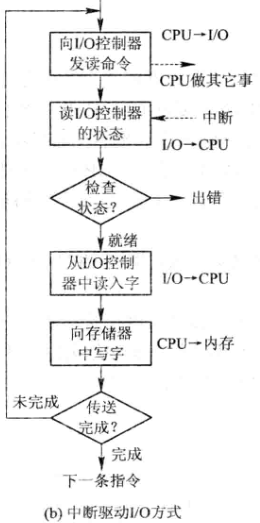 CPU→I/O
向I/O控制器
发读命令
CPU做其它事
读I/O控制器
的状态
中断
I/O→CPU
检查
状态?
出错
就绪
从I/O控制
器中读入字
I/O→CPU
向存储器
中写字
CPU→内存
未完成
传送
完成?
完成
下一条指令
(b) 中断驱动I/O方式